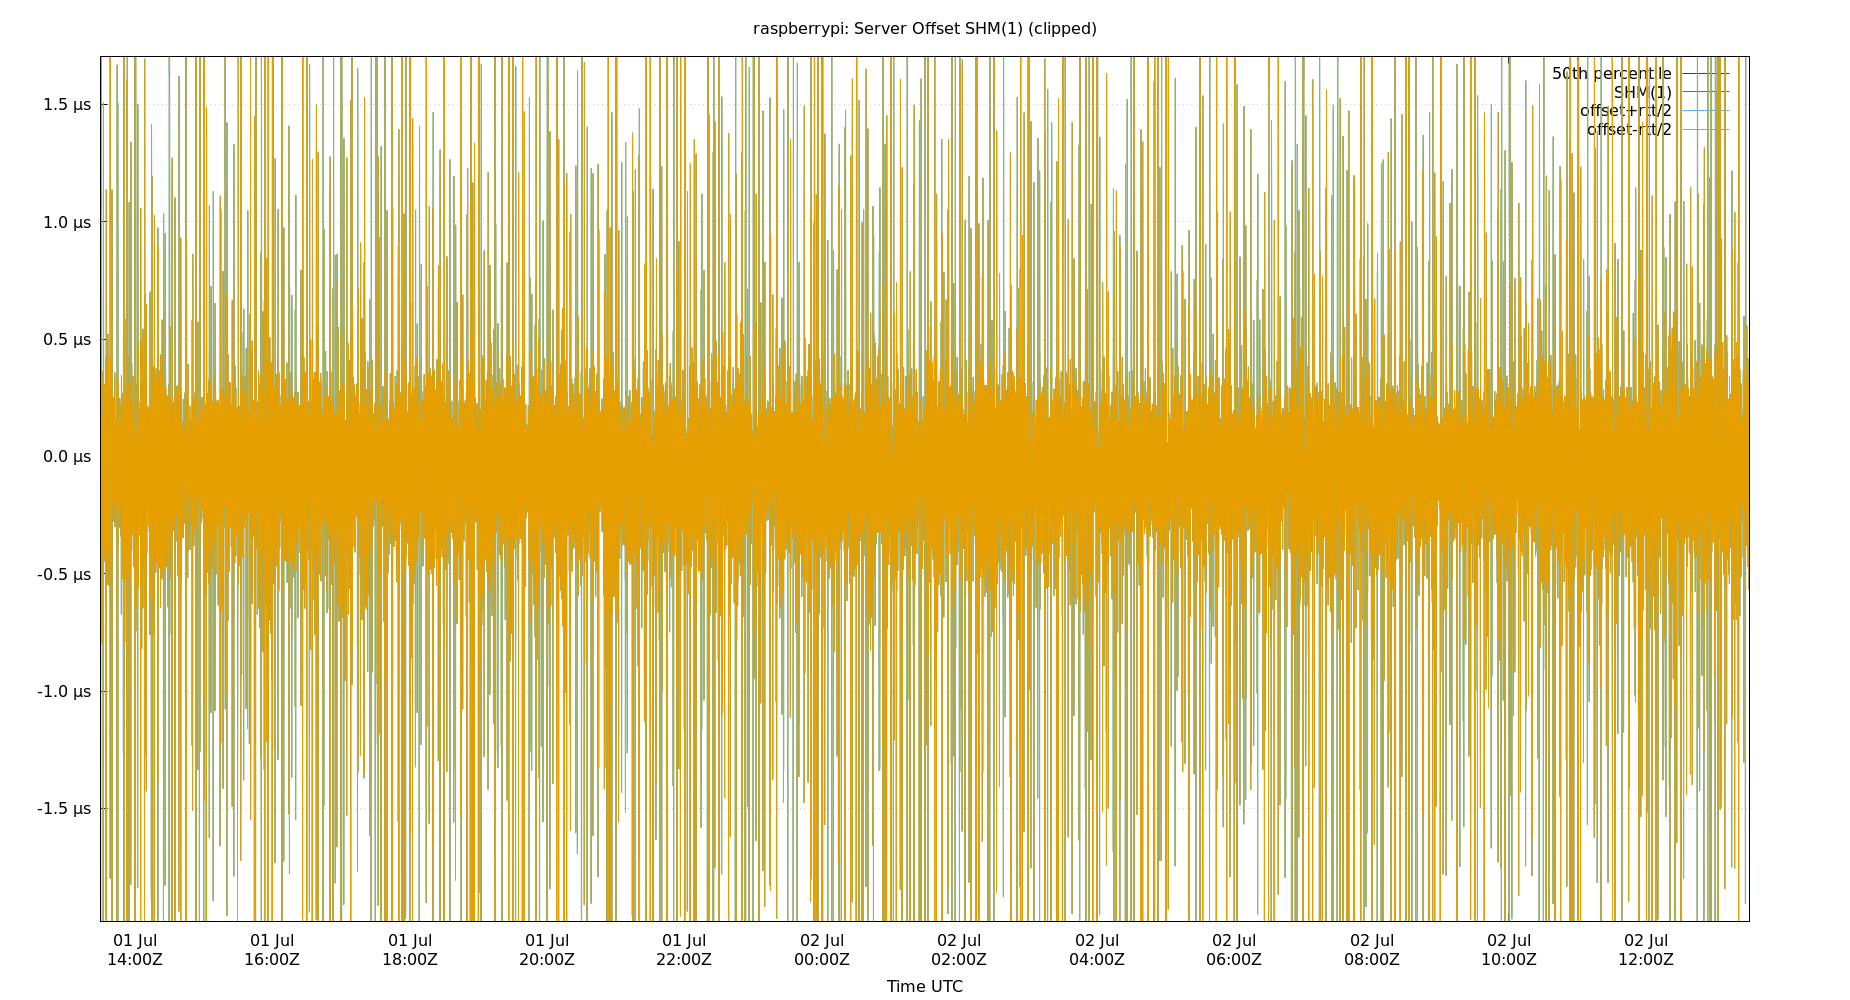 raspberrypi: Server Offset SHM(1) (clipped)
50th percentile
SHM(1)
offset+rtt/2
offset-rtt/2
1.5 µs
1.0 µs
0.5 µs
0.0 µs
-0.5 µs
-1.0 µs
-1.5 µs
01 Jul 01 Jul 01 Jul 01 Jul 01 Jul 02 Jul 02 Jul 02 Jul 02 Jul 02 Jul 02 Jul 02 Jul
14:00Z 16:00Z 18:00Z 20:00Z 22:00Z 00:00Z 02:00Z 04:00Z 06:00Z 08:00Z 10:00Z 12:00Z
Time UTC